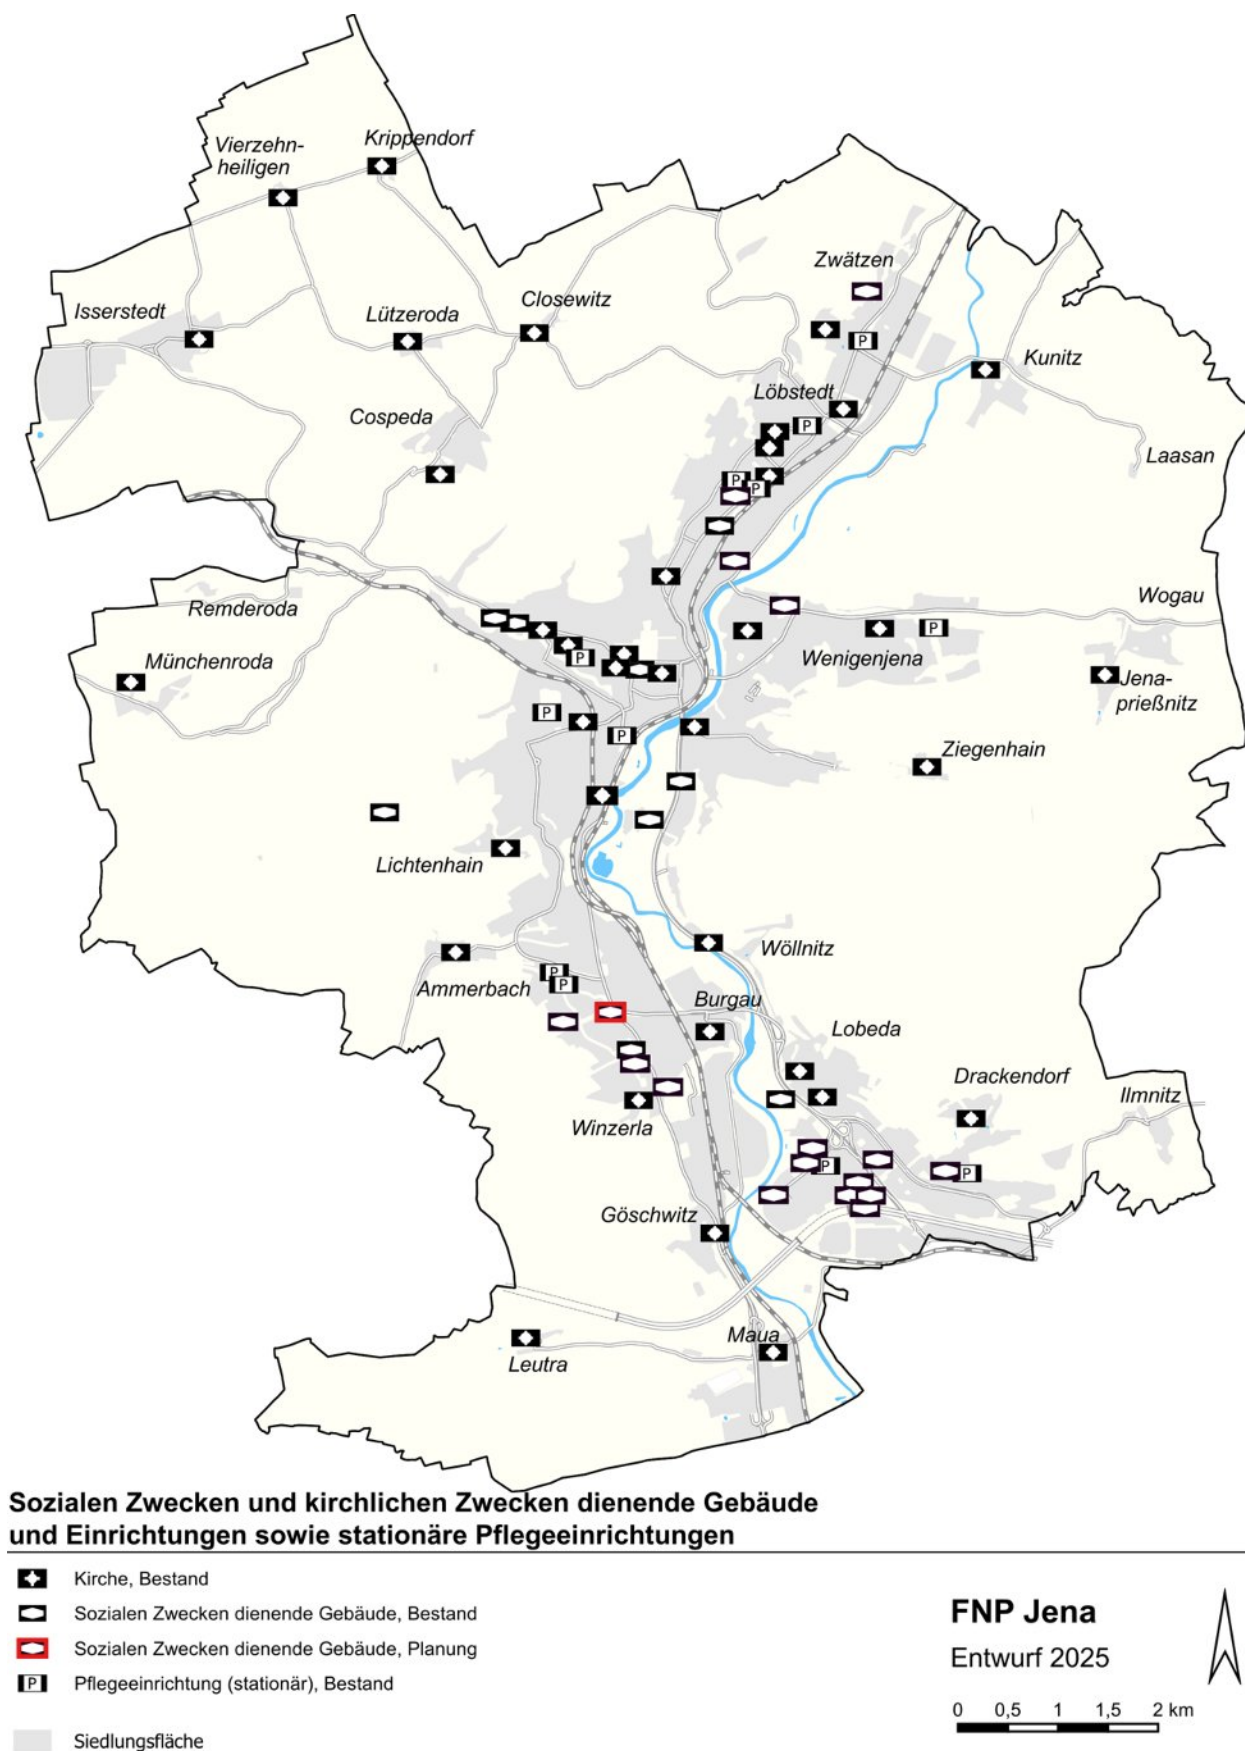 Vierzehn-
heiligen
Krippendorf
Zwätzen
Isserstedt
Lützeroda
Closewitz
P
Kunitz
Löbstedt
Cospeda
P
Laasan
P
P
Remderoda
Wogau
P
Münchenroda
P
Wenigenjena
Jena-
prießnitz
P
P
Ziegenhain
Lichtenhain
Wöllnitz
Ammerbach
P
P
Burgau
Lobeda
Drackendorf
Ilmnitz
Winzerla
P
P
Göschwitz
Maua
Leutra
Sozialen Zwecken und kirchlichen Zwecken dienende Gebäude
und Einrichtungen sowie stationäre Pflegeeinrichtungen
Kirche, Bestand
Sozialen Zwecken dienende Gebäude, Bestand
Sozialen Zwecken dienende Gebäude, Planung
P Pflegeeinrichtung (stationär), Bestand
Siedlungsfläche
FNP Jena
Entwurf 2025
0 0,5 1 1,5 2 km